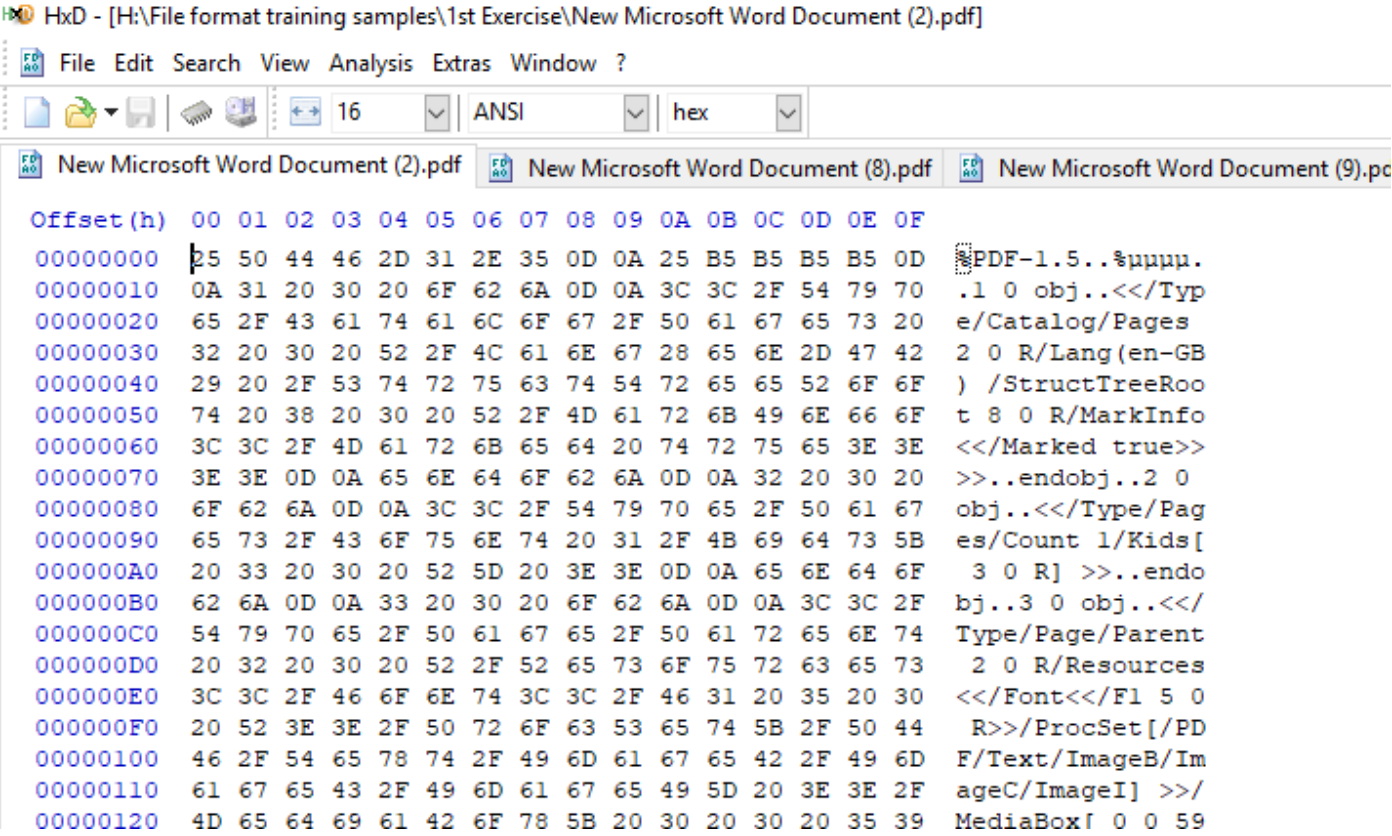 HxD - [H:\File format training samples\1st Exercise\New Microsoft Word Document (2).pdf]
File Edit Search View Analysis Extras Window ?
16 ANSI hex
New Microsoft Word Document (2).pdf New Microsoft Word Document (8).pdf New Microsoft Word Document (9).pd
Offset(h) 00 01 02 03 04 05 06 07 08 09 0A 0B 0C 0D 0E 0F
00000000 25 50 44 46 2D 31 2E 35 0D 0A 25 B5 B5 B5 B5 0D %PDF-1.5..%µµµµ.
00000010 0A 31 20 30 20 6F 62 6A 0D 0A 3C 3C 2F 54 79 70 .1 0 obj..<</Typ
00000020 65 2F 43 61 74 61 6C 6F 67 2F 50 61 67 65 73 20 e/Catalog/Pages
00000030 32 20 30 20 52 2F 4C 61 6E 67 28 65 6E 2D 47 42 2 0 R/Lang(en-GB
00000040 29 20 2F 53 74 72 75 63 74 54 72 65 65 52 6F 6F ) /StructTreeRoo
00000050 74 20 38 20 30 20 52 2F 4D 61 72 6B 49 6E 66 6F t 8 0 R/MarkInfo
00000060 3C 3C 2F 4D 61 72 6B 65 64 20 74 72 75 65 3E 3E <</Marked true>>
00000070 3E 3E 0D 0A 65 6E 64 6F 62 6A 0D 0A 32 20 30 20 >>..endobj..2 0
00000080 6F 62 6A 0D 0A 3C 3C 2F 54 79 70 65 2F 50 61 67 obj..<</Type/Pag
00000090 65 73 2F 43 6F 75 6E 74 20 31 2F 4B 69 64 73 5B es/Count 1/Kids[
000000A0 20 33 20 30 20 52 5D 20 3E 3E 0D 0A 65 6E 64 6F 3 0 R] >>..endo
000000B0 62 6A 0D 0A 33 20 30 20 6F 62 6A 0D 0A 3C 3C 2F bj..3 0 obj..<</
000000C0 54 79 70 65 2F 50 61 67 65 2F 50 61 72 65 6E 74 Type/Page/Parent
000000D0 20 32 20 30 20 52 2F 52 65 73 6F 75 72 63 65 73 2 0 R/Resources
000000E0 3C 3C 2F 46 6F 6E 74 3C 3C 2F 46 31 20 35 20 30 <</Font<</F1 5 0
000000F0 20 52 3E 3E 2F 50 72 6F 63 53 65 74 5B 2F 50 44 R>>/ProcSet[/PD
00000100 46 2F 54 65 78 74 2F 49 6D 61 67 65 42 2F 49 6D F/Text/ImageB/Im
00000110 61 67 65 43 2F 49 6D 61 67 65 49 5D 20 3E 3E 2F ageC/ImageI] >>/
00000120 4D 65 64 69 61 42 6F 78 5B 20 30 20 30 20 35 39 MediaBox[ 0 0 59